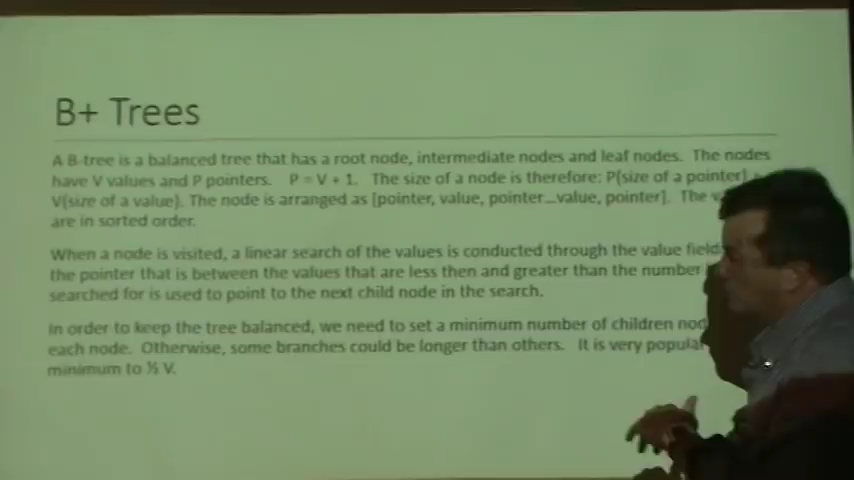 B+ Trees
A B-tree is a balanced tree that has a root node, intermediate nodes and leaf nodes. The nodes
have V values and P pointers. P = V + 1. The size of a node is therefore: P(size of a pointer)
V(size of a value). The node is arranged as [pointer, value, pointer...value, pointer]. The
are in sorted order.
When a node is visited, a linear search of the values is conducted through the value field
the pointer that is between the values that are less then and greater than the number
searched for is used to point to the next child node in the search.
In order to keep the tree balanced, we need to set a minimum number of children
each node. Otherwise, some branches could be longer than others. It is very popular
minimum to ½ V.